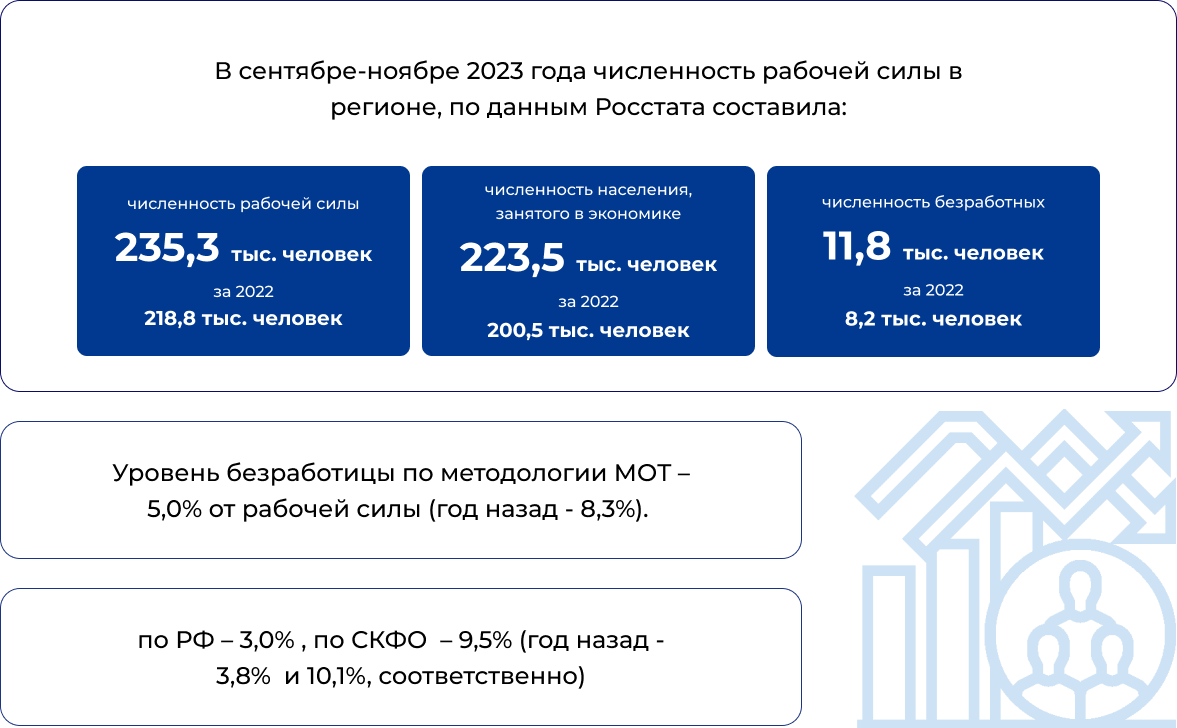 В сентябре-ноябре 2023 года численность рабочей силы в
регионе, по данным Росстата составила:
численность рабочей силы
235,3 тыс. человек
за 2022
218,8 тыс. человек
численность населения,
занятого в экономике
223,5 тыс. человек
за 2022
200,5 тыс. человек
численность безработных
11,8 тыс. человек
за 2022
8,2 тыс. человек
Уровень безработицы по методологии МОТ –
5,0% от рабочей силы (год назад - 8,3%).
по РФ – 3,0% , по СКФО  – 9,5% (год назад -
3,8%  и 10,1%, соответственно)